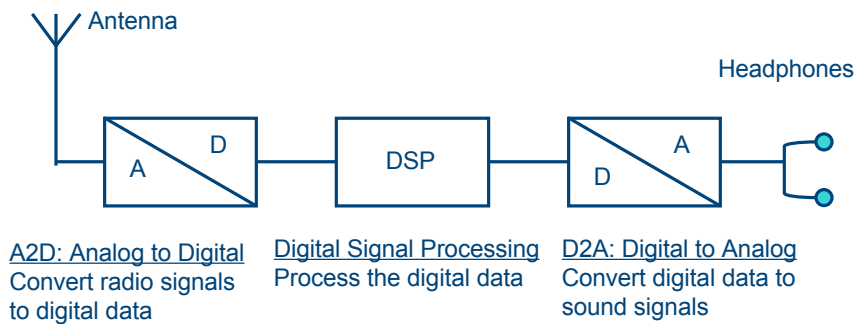 Antenna
Headphones
A
D
DSP
D
A
A2D: Analog to Digital
Convert radio signals
to digital data
Digital Signal Processing
Process the digital data
D2A: Digital to Analog
Convert digital data to
sound signals